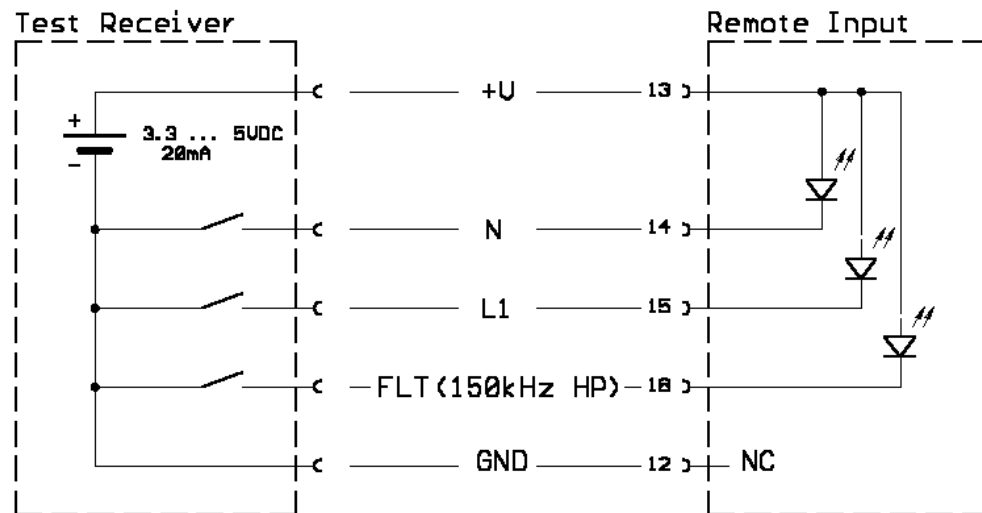 Test Receiver
Remote Input
+V 13
+
3.3 ... 5VDC
20mA
-
N 14
L1 15
FLT(150kHz HP) 16
GND 12 NC